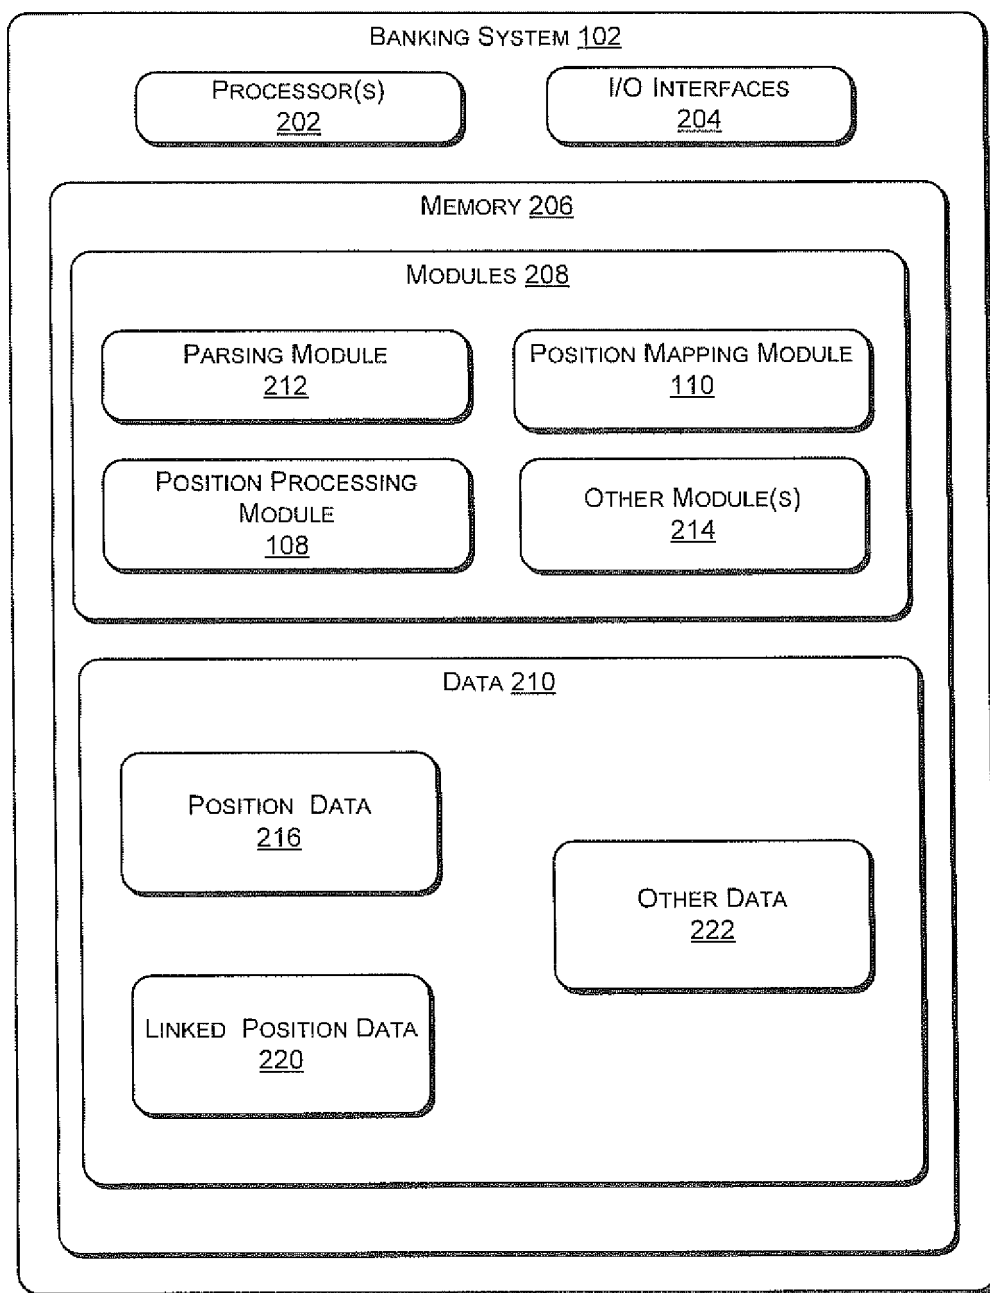 BANKING SYSTEM 102
PROCESSOR(S)
202
I/O INTERFACES
204
MEMORY 206
MODULES 208
PARSING MODULE
212
POSITION MAPPING MODULE
110
POSITION PROCESSING
MODULE
108
OTHER MODULE(S)
214
DATA 210
POSITION DATA
216
OTHER DATA
222
LINKED POSITION DATA
220